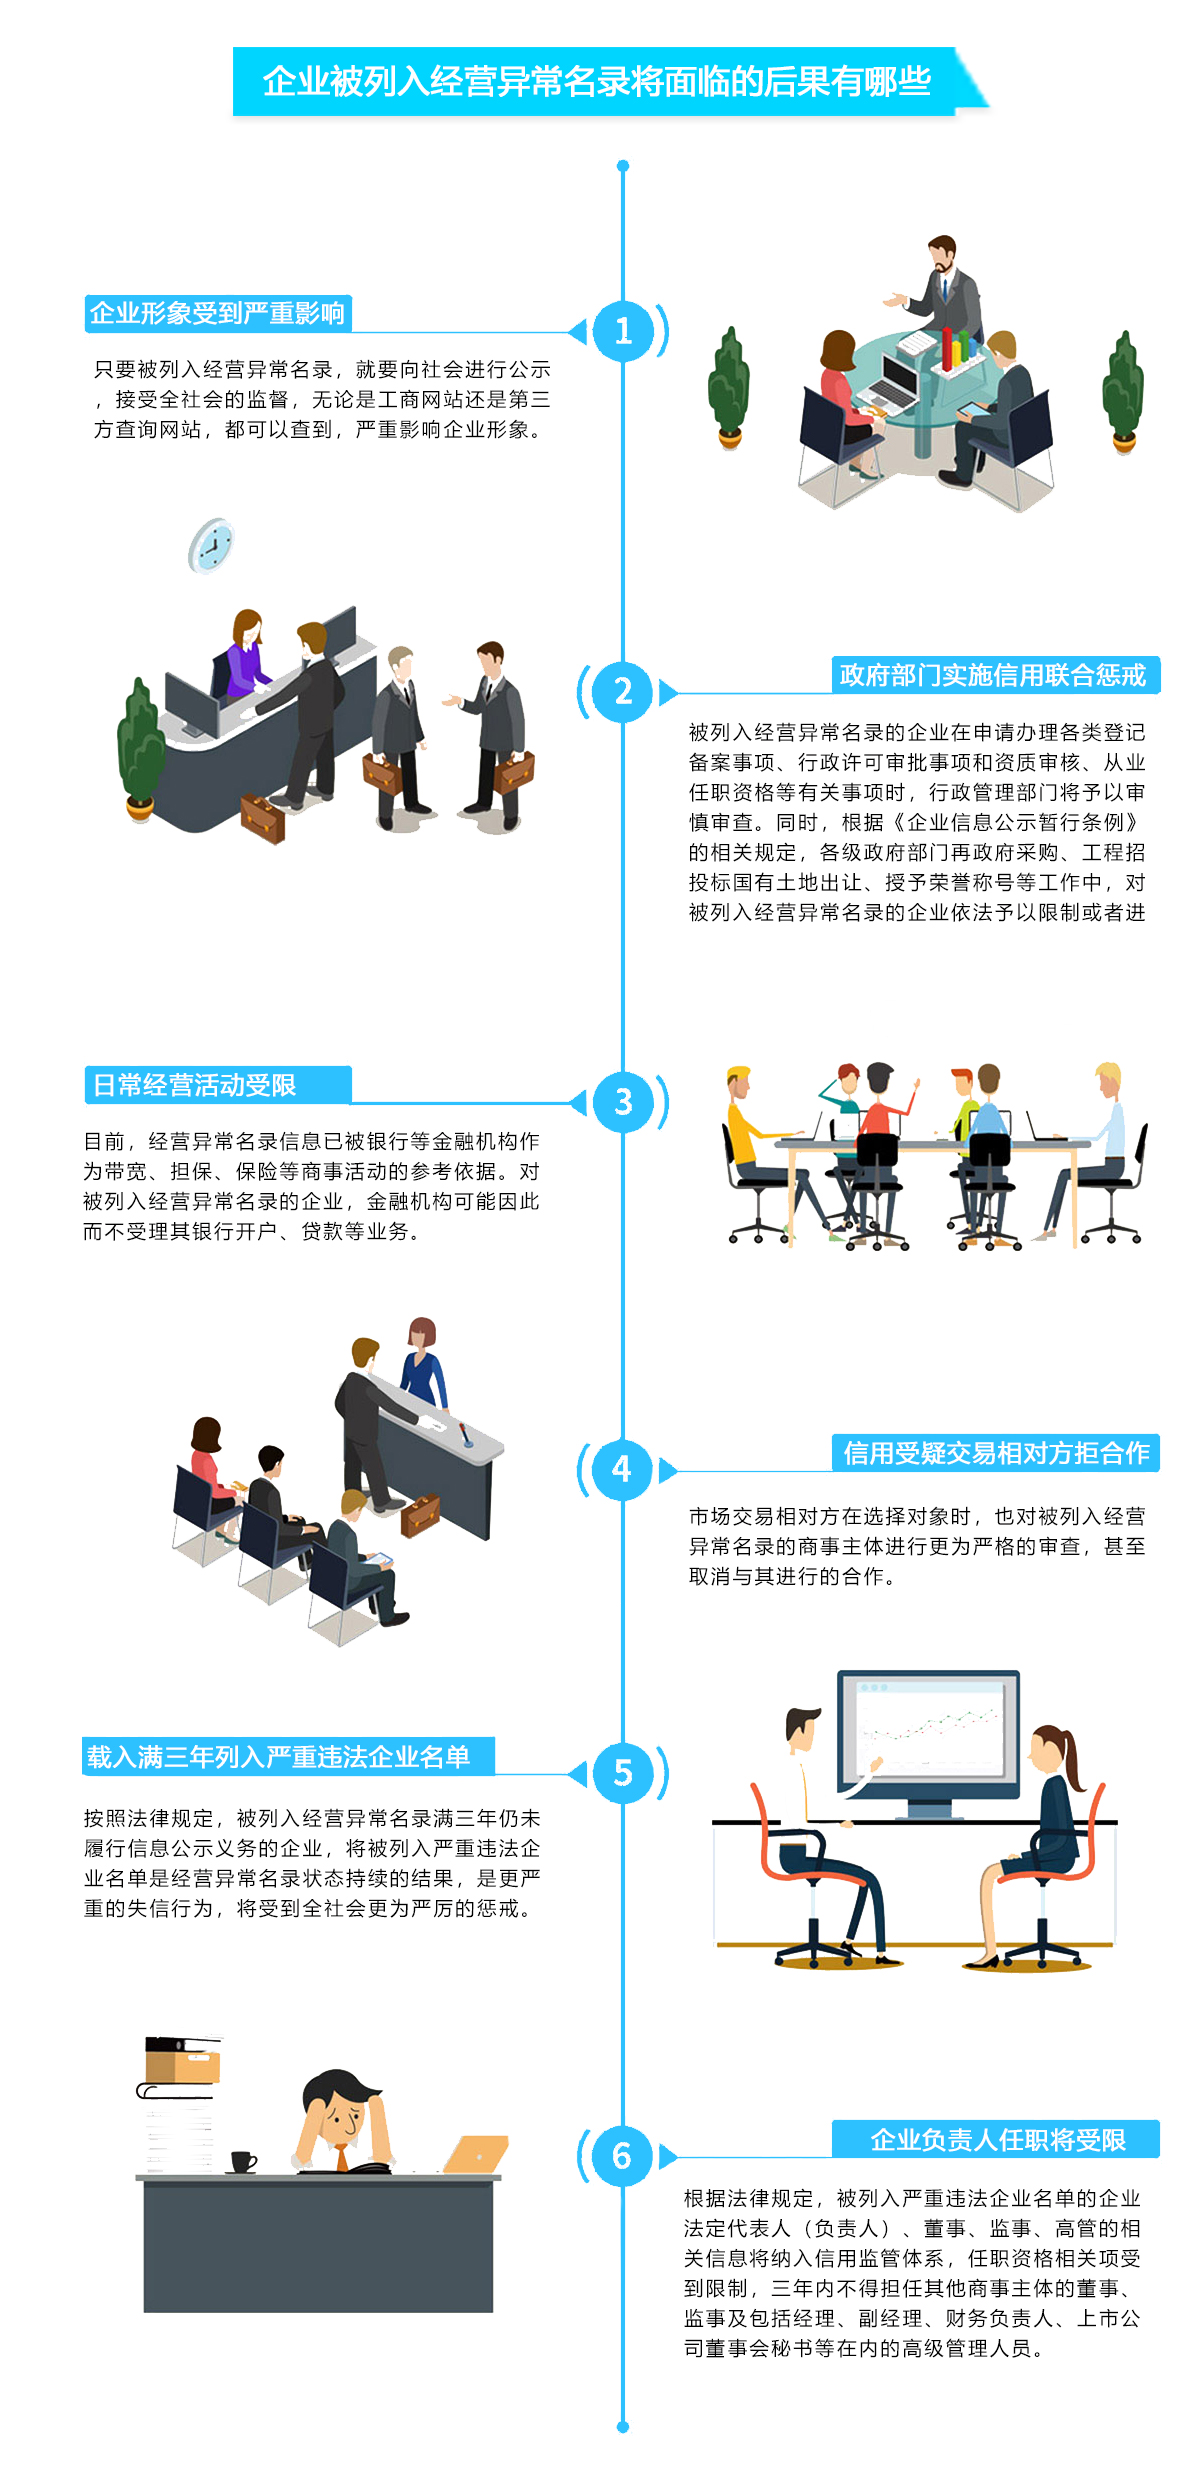 企业被列入经营异常名录将面临的后果有哪些
1
企业形象受到严重影响
只要被列入经营异常名录，就要向社会进行公示
，接受全社会的监督，无论是工商网站还是第三
方查询网站，都可以查到，严重影响企业形象。
2
政府部门实施信用联合惩戒
被列入经营异常名录的企业在申请办理各类登记
备案事项、行政许可审批事项和资质审核、从业
任职资格等有关事项时，行政管理部门将予以审
慎审查。同时，根据《企业信息公示暂行条例》
的相关规定，各级政府部门再政府采购、工程招
投标国有土地出让、授予荣誉称号等工作中，对
被列入经营异常名录的企业依法予以限制或者进
3
日常经营活动受限
目前，经营异常名录信息已被银行等金融机构作
为带宽、担保、保险等商事活动的参考依据。对
被列入经营异常名录的企业，金融机构可能因此
而不受理其银行开户、贷款等业务。
4
信用受疑交易相对方拒合作
市场交易相对方在选择对象时，也对被列入经营
异常名录的商事主体进行更为严格的审查，甚至
取消与其进行的合作。
5
载入满三年列入严重违法企业名单
按照法律规定，被列入经营异常名录满三年仍未
履行信息公示义务的企业，将被列入严重违法企
业名单是经营异常名录状态持续的结果，是更严
重的失信行为，将受到全社会更为严厉的惩戒。
6
企业负责人任职将受限
根据法律规定，被列入严重违法企业名单的企业
法定代表人（负责人）、董事、监事、高管的相
关信息将纳入信用监管体系，任职资格相关项受
到限制，三年内不得担任其他商事主体的董事、
监事及包括经理、副经理、财务负责人、上市公
司董事会秘书等在内的高级管理人员。